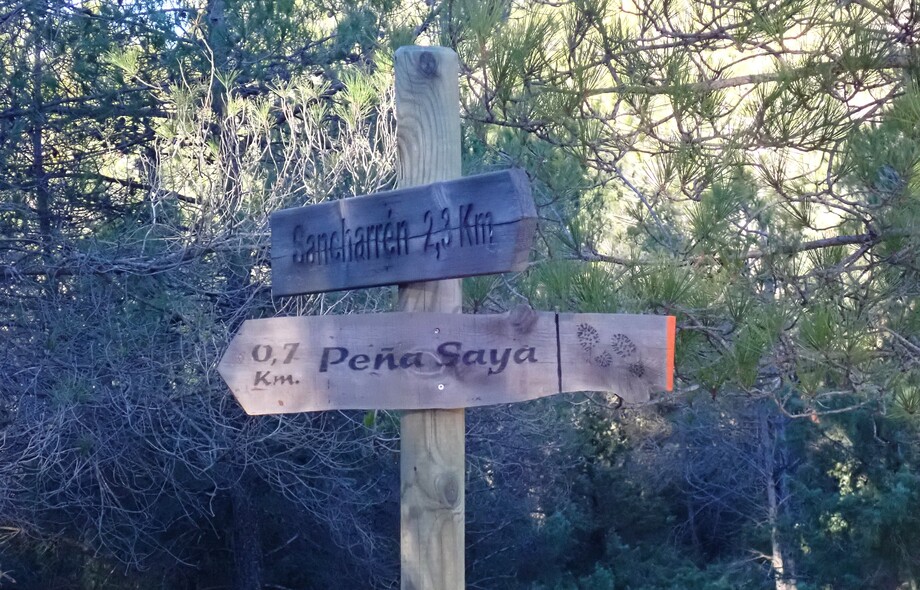 Sancharrén 2,3 Km
0,7
Km.
Peña Saya